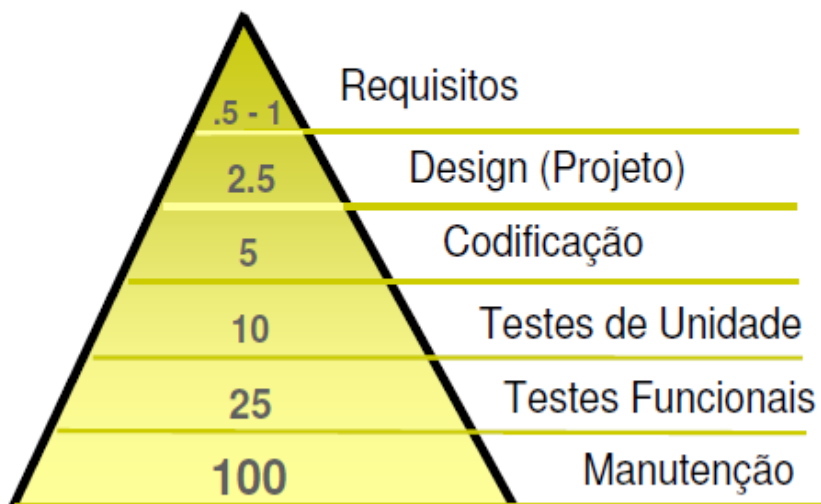 Requisitos
.5 - 1
Design (Projeto)
2.5
Codificação
5
Testes de Unidade
10
Testes Funcionais
25
Manutenção
100